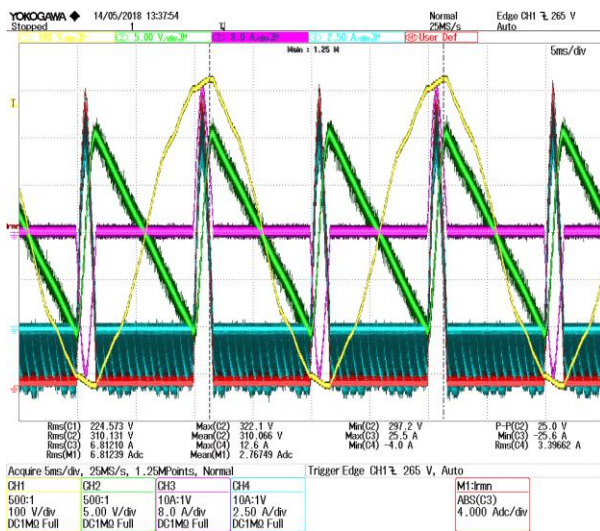 YOKOGAWA ◆ 14/05/2018 13:37:54 Normal Edge CH1 265 V
Stopped 1 25MS/s Auto
100 V 5.00 V 8.0 A 2.50 A User Def
Main : 1.25 M
5ms/div
Rms(C1) 224.573 V Max(C2) 322.1 V Min(C2) 297.2 V P-P(C2) 25.0 V
Rms(C2) 310.131 V Mean(C2) 310.066 V Max(C3) 25.5 A Min(C3) -25.6 A
Rms(C3) 6.81210 A Max(C4) 12.6 A Min(C4) -4.0 A Rms(C4) 3.39662 A
Rms(M1) 6.81239 Adc Mean(M1) 2.76749 Adc
Acquire 5ms/div, 25MS/s, 1.25MPoints, Normal Trigger Edge CH1 265 V, Auto
CH1 CH2 CH3 CH4 M1:Irmn
500:1 500:1 10A:1V 10A:1V ABS(C3)
100 V/div 5.00 V/div 8.0 A/div 2.50 A/div 4.000 Adc/div
DC1MΩ Full DC1MΩ Full DC1MΩ Full DC1MΩ Full